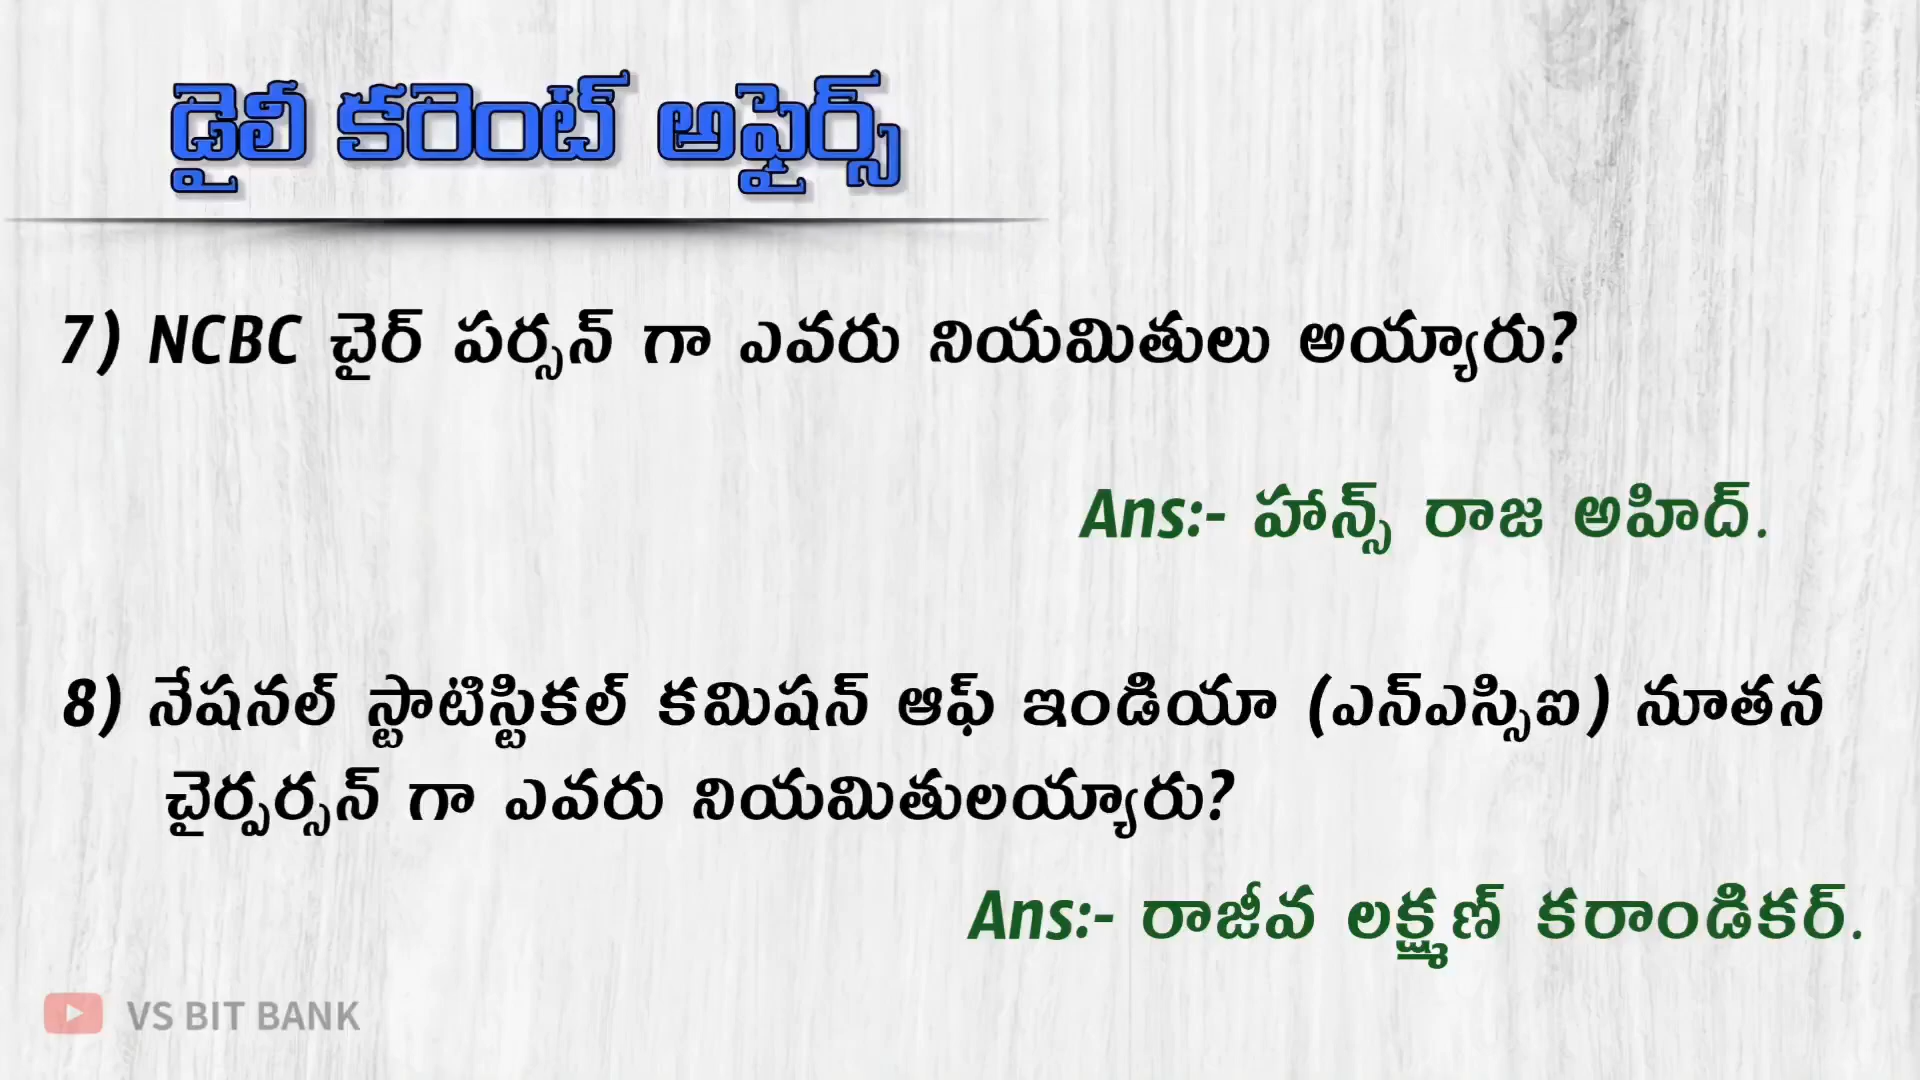 డైలీ కరెంట్ అఫైర్స్
7) NCBC చైర్ పర్సన్ గా ఎవరు నియమితులు అయ్యారు?
Ans:- హాన్స్ రాజ అహిద్.
8) నేషనల్ స్టాటిస్టికల్ కమిషన్ ఆఫ్ ఇండియా (ఎన్ఎస్సిఐ) నూతన
చైర్పర్సన్ గా ఎవరు నియమితులయ్యారు?
Ans:- రాజీవ లక్ష్మణ్ కరాండికర్.
VS BIT BANK